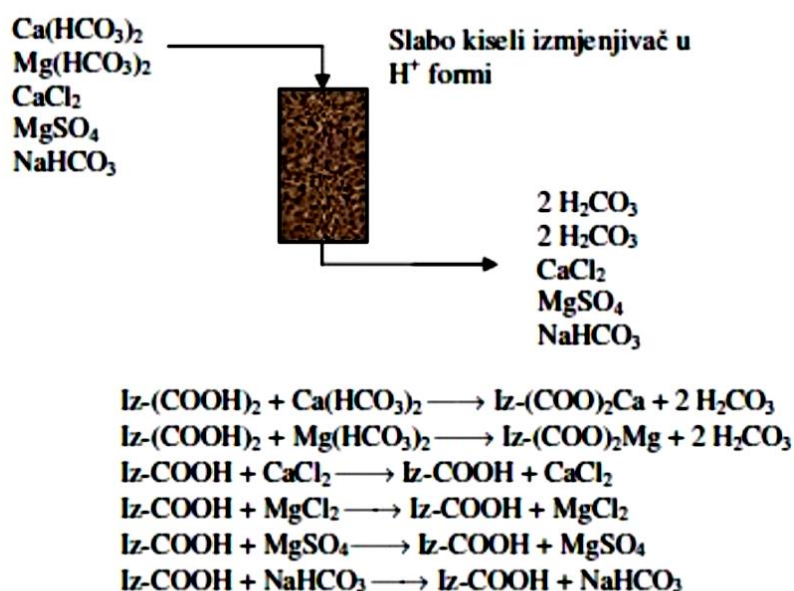 Ca(HCO₃)₂
Mg(HCO₃)₂
CaCl₂
MgSO₄
NaHCO₃
Slabo kiseli izmjenjivač u
H⁺ formi
2 H₂CO₃
2 H₂CO₃
CaCl₂
MgSO₄
NaHCO₃
Iz-(COOH)₂ + Ca(HCO₃)₂ ⟶ Iz-(COO)₂Ca + 2 H₂CO₃
Iz-(COOH)₂ + Mg(HCO₃)₂ ⟶ Iz-(COO)₂Mg + 2 H₂CO₃
Iz-COOH + CaCl₂ ⟶ Iz-COOH + CaCl₂
Iz-COOH + MgCl₂ ⟶ Iz-COOH + MgCl₂
Iz-COOH + MgSO₄ ⟶ Iz-COOH + MgSO₄
Iz-COOH + NaHCO₃ ⟶ Iz-COOH + NaHCO₃